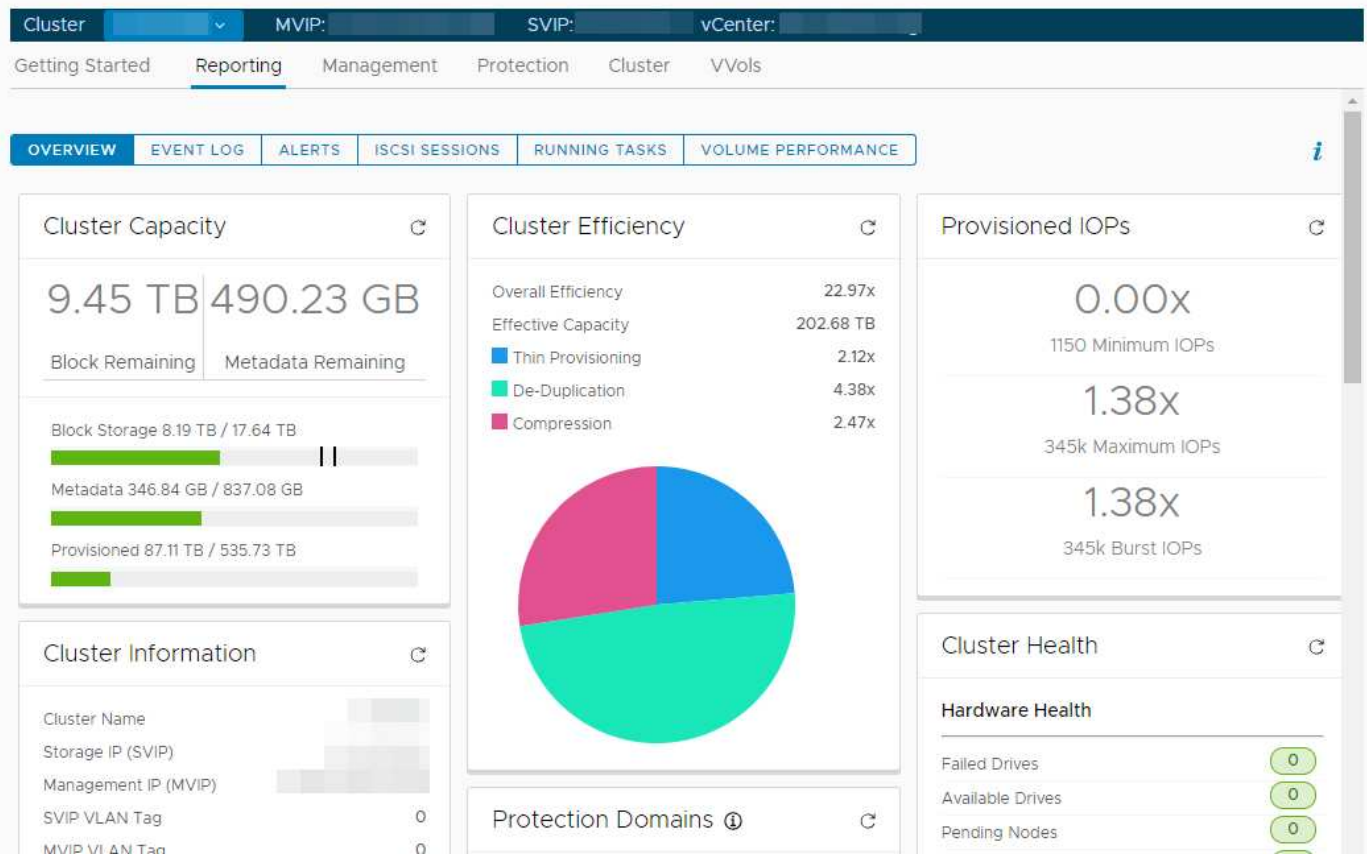 Cluster MVIP: SVIP: vCenter:
Getting Started Reporting Management Protection Cluster VVols
OVERVIEW EVENT LOG ALERTS ISCSI SESSIONS RUNNING TASKS VOLUME PERFORMANCE
Cluster Capacity
9.45 TB 490.23 GB
Block Remaining Metadata Remaining
Block Storage 8.19 TB / 17.64 TB
Metadata 346.84 GB / 837.08 GB
Provisioned 87.11 TB / 535.73 TB
Cluster Information
Cluster Name
Storage IP (SVIP)
Management IP (MVIP)
SVIP VLAN Tag 0
MVIP VLAN Tag 0
Cluster Efficiency
Overall Efficiency 22.97x
Effective Capacity 202.68 TB
Thin Provisioning 2.12x
De-Duplication 4.38x
Compression 2.47x
Protection Domains
Provisioned IOPs
0.00x
1150 Minimum IOPs
1.38x
345k Maximum IOPs
1.38x
345k Burst IOPs
Cluster Health
Hardware Health
Failed Drives 0
Available Drives 0
Pending Nodes 0